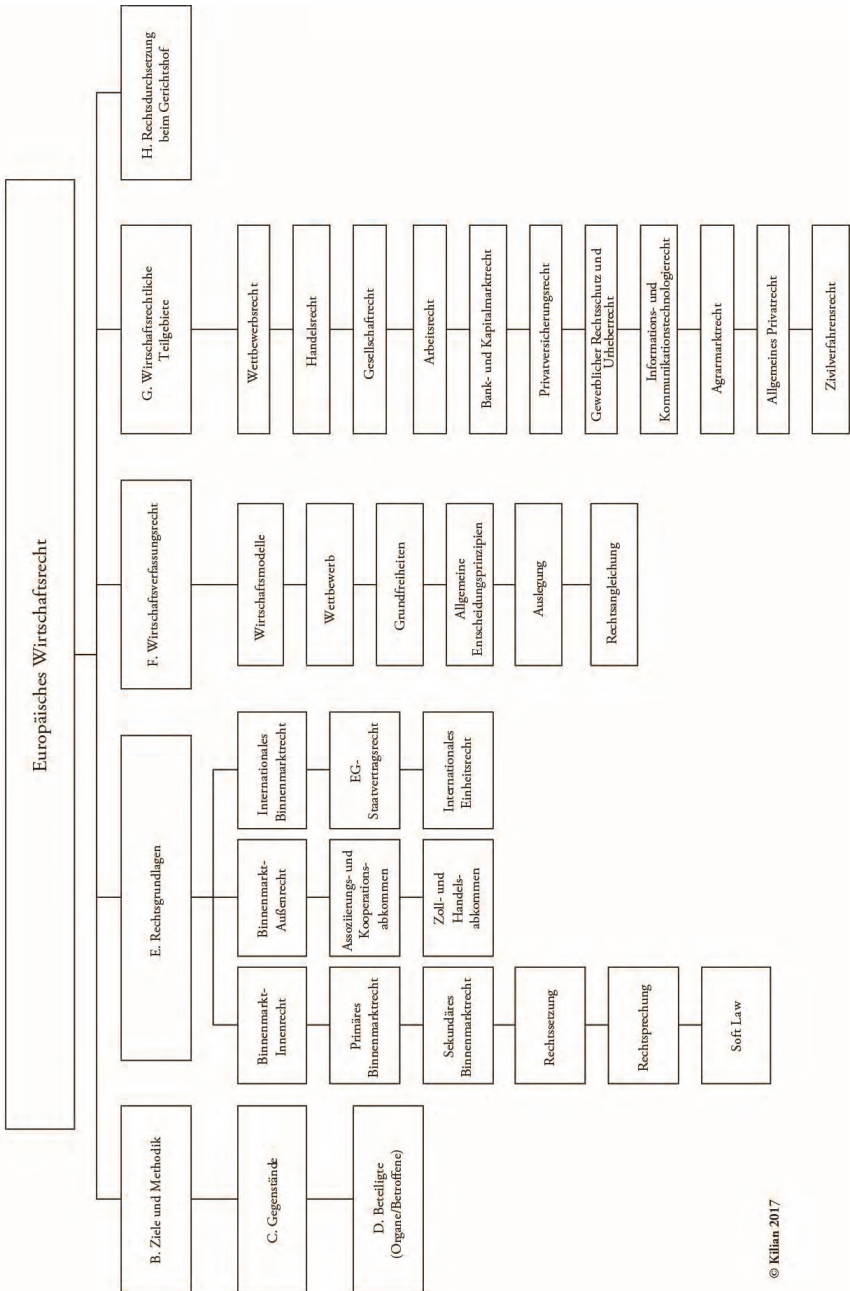 Europäisches Wirtschaftsrecht
B. Ziele und Methodik
C. Gegenstände
D. Beteiligte
(Organe/Betroffene)
E. Rechtsgrundlagen
Binnenmarkt-
Innenrecht
Primäres
Binnenmarktrecht
Sekundäres
Binnenmarktrecht
Rechtssetzung
Rechtsprechung
Soft Law
Binnenmarkt-
Außenrecht
Assoziierungs- und
Kooperations-
abkommen
Zoll- und
Handels-
abkommen
Internationales
Binnenmarktrecht
EG-
Staatvertragsrecht
Internationales
Einheitsrecht
F. Wirtschaftsverfassungsrecht
Wirtschaftsmodelle
Wettbewerb
Grundfreiheiten
Allgemeine
Entscheidungsprinzipien
Auslegung
Rechtsangleichung
G. Wirtschaftsrechtliche
Teilgebiete
Wettbewerbsrecht
Handelsrecht
Gesellschaftrecht
Arbeitsrecht
Bank- und Kapitalmarktrecht
Privatversicherungsrecht
Gewerblicher Rechtsschutz und
Urheberrecht
Informations- und
Kommunikationstechnologierecht
Agrarmarktrecht
Allgemeines Privatrecht
Zivilverfahrensrecht
H. Rechtsdurchsetzung
beim Gerichtshof
© Kilian 2017